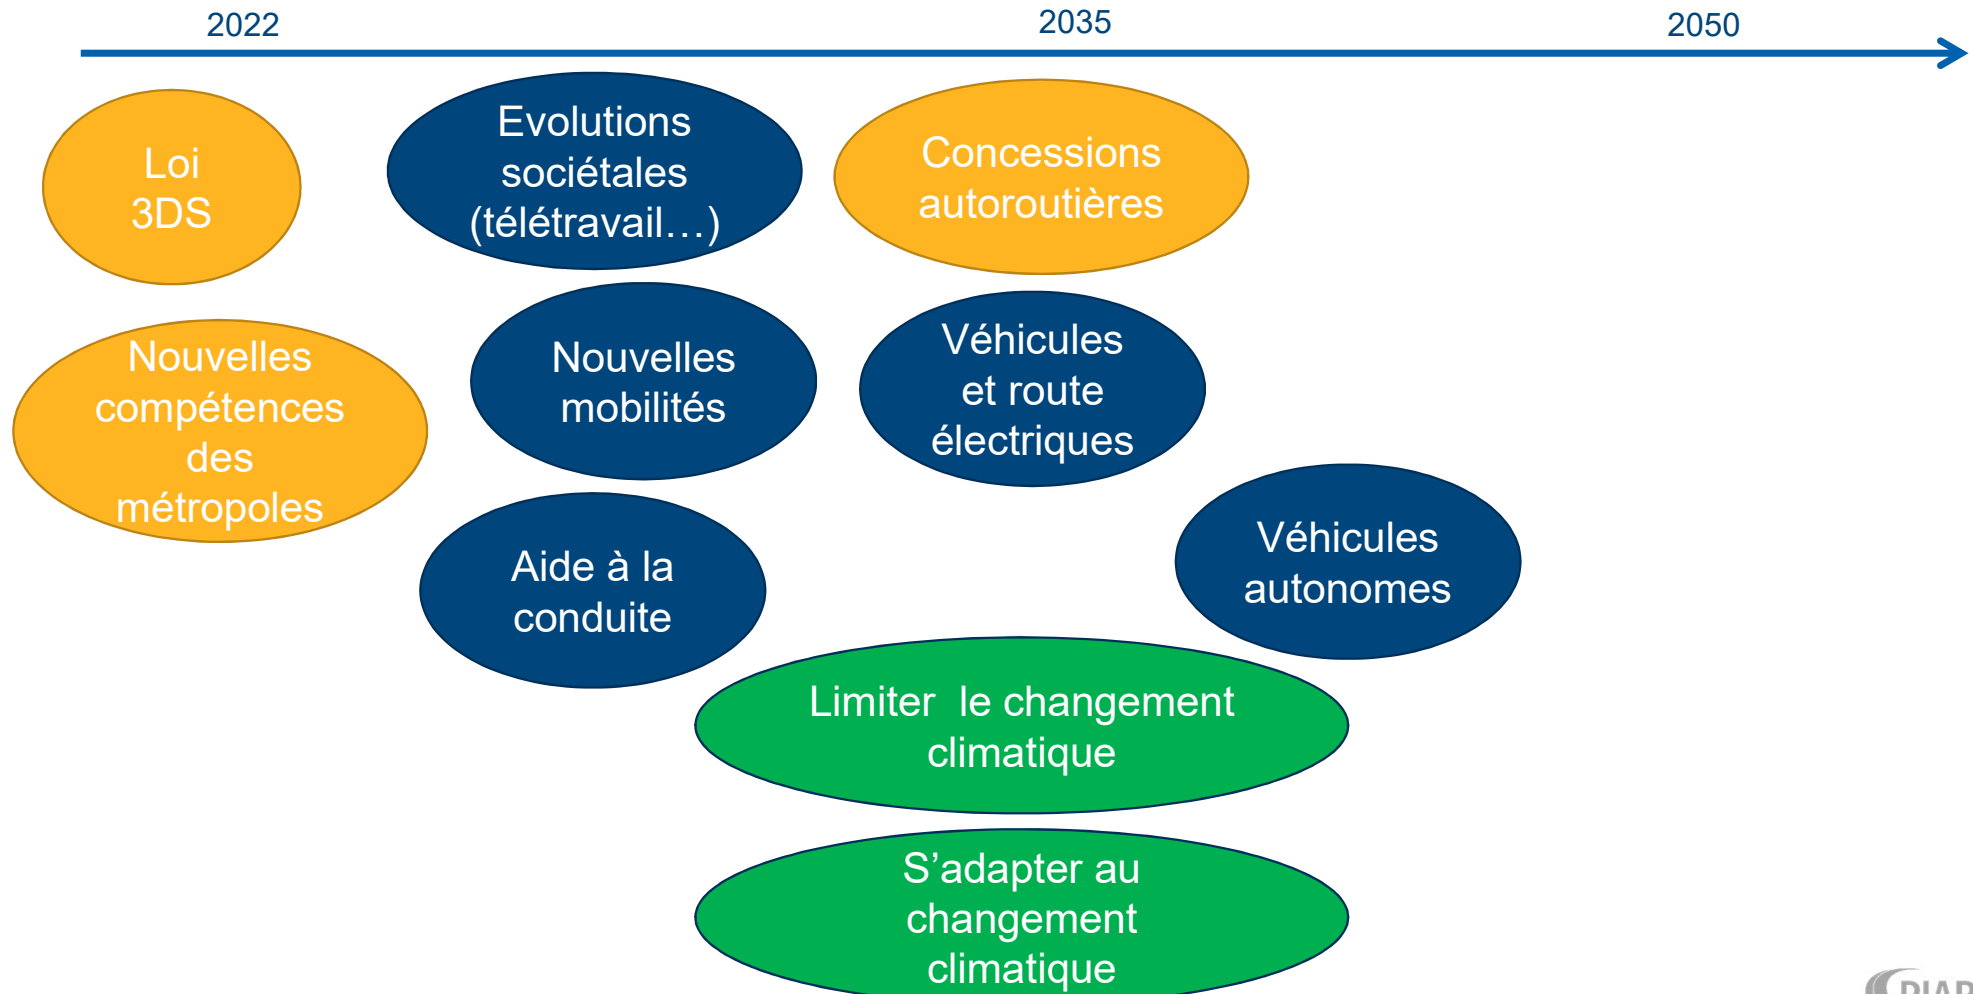 2022
2035
2050
Loi
3DS
Evolutions
sociétales
(télétravail…)
Concessions
autoroutières
Nouvelles
compétences
des
métropoles
Nouvelles
mobilités
Véhicules
et route
électriques
Aide à la
conduite
Véhicules
autonomes
Limiter  le changement
climatique
S’adapter au
changement
climatique